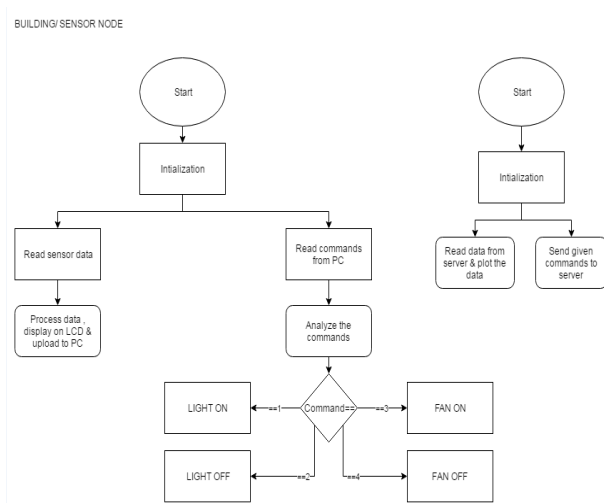 BUILDING/ SENSOR NODE
Start
Intialization
Read sensor data
Read commands
from PC
Process data ,
display on LCD &
upload to PC
Analyze the
commands
Command==
==1
LIGHT ON
==2
LIGHT OFF
==3
FAN ON
==4
FAN OFF
Start
Intialization
Read data from
server & plot the
data
Send given
commands to
server